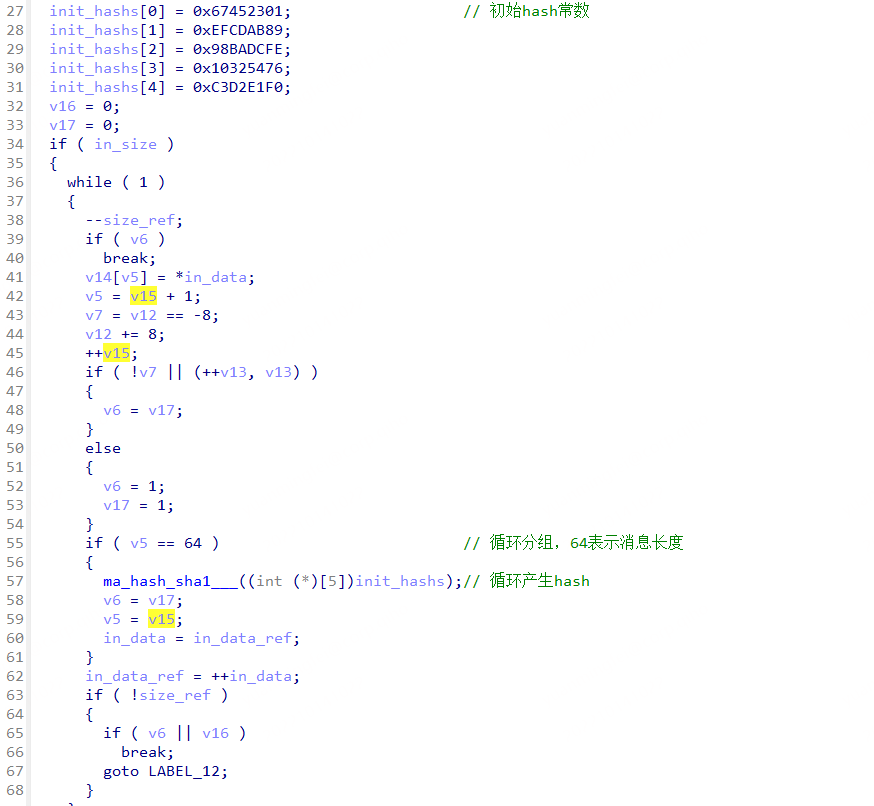 27 init_hashs[0] = 0x67452301; // 初始hash常数
28 init_hashs[1] = 0xEFCDAB89;
29 init_hashs[2] = 0x98BADCFE;
30 init_hashs[3] = 0x10325476;
31 init_hashs[4] = 0xC3D2E1F0;
32 v16 = 0;
33 v17 = 0;
34 if ( in_size )
35 {
36 while ( 1 )
37 {
38 --size_ref;
39 if ( v6 )
40 break;
41 v14[v5] = *in_data;
42 v5 = v15 + 1;
43 v7 = v12 == -8;
44 v12 += 8;
45 ++v15;
46 if ( !v7 || (++v13, v13) )
47 {
48 v6 = v17;
49 }
50 else
51 {
52 v6 = 1;
53 v17 = 1;
54 }
55 if ( v5 == 64 ) // 循环分组，64表示消息长度
56 {
57 ma_hash_sha1___((int (*)[5])init_hashs);// 循环产生hash
58 v6 = v17;
59 v5 = v15;
60 in_data = in_data_ref;
61 }
62 in_data_ref = ++in_data;
63 if ( !size_ref )
64 {
65 if ( v6 || v16 )
66 break;
67 goto LABEL_12;
68 }